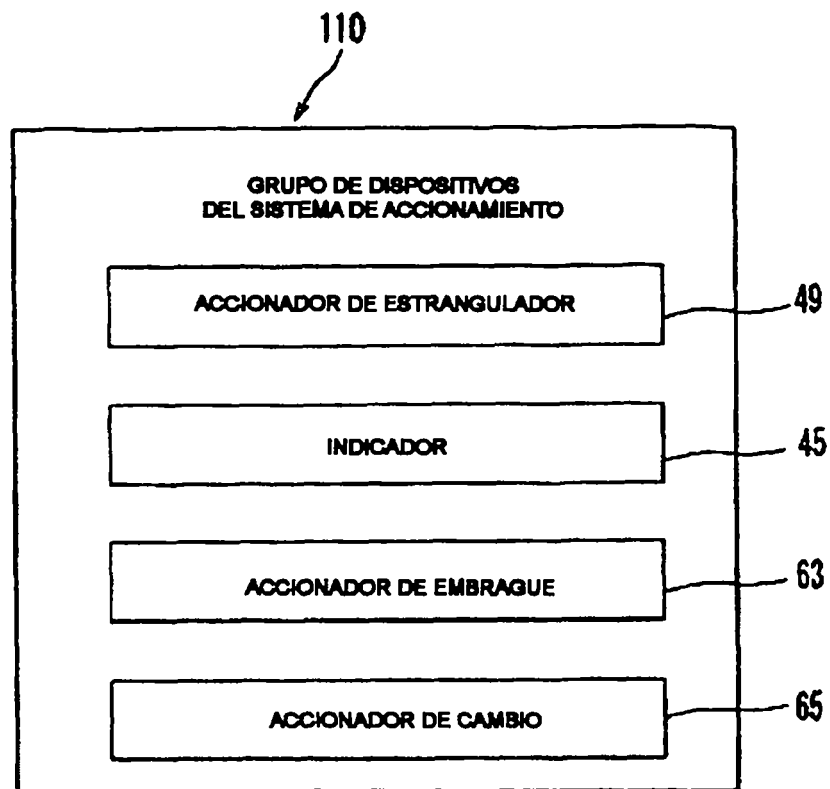 110
GRUPO DE DISPOSITIVOS
DEL SISTEMA DE ACCIONAMIENTO
ACCIONADOR DE ESTRANGULADOR
49
INDICADOR
45
ACCIONADOR DE EMBRAGUE
63
ACCIONADOR DE CAMBIO
65